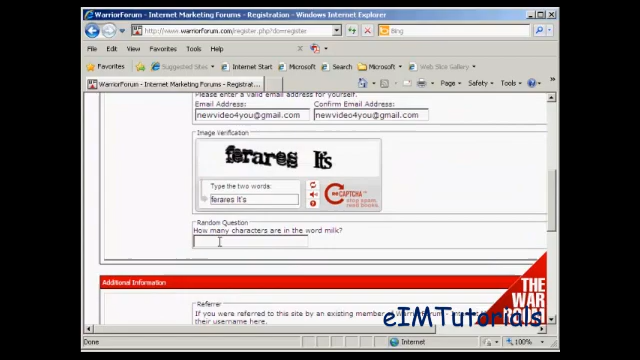 WarriorForum - Internet Marketing Forums - Registration - Windows Internet Explorer
http://www.warriorforum.com/register.php?do=register
Bing
File Edit View Favorites Tools Help
Favorites Suggested Sites Internet Start Microsoft Search Microsoft Web Slice Gallery
WarriorForum - Internet Marketing Forums - Registrat...
Page Safety Tools
Please enter a valid email address for yourself.
Email Address: Confirm Email Address:
newvideo4you@gmail.com newvideo4you@gmail.com
Image Verification
ferares It's
Type the two words:
ferares It's
reCAPTCHA
stop spam.
read books.
Random Question
How many characters are in the word milk?
Additional Information
THE
WAR
Referrer
If you were referred to this site by an existing member of WarriorForum - Inter
their username here.
eIMTutorials
Done Internet 100%